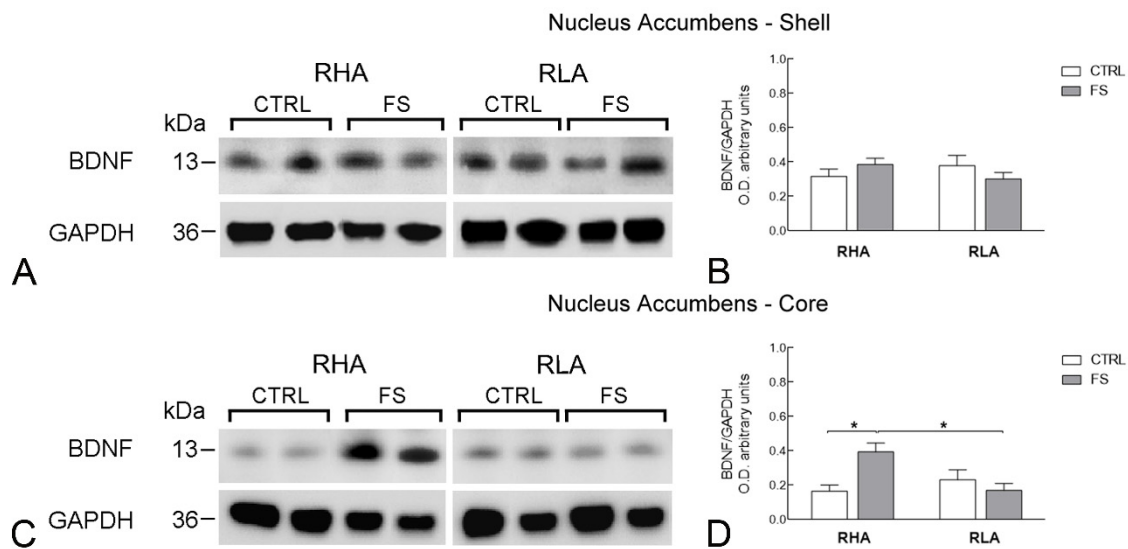 Nucleus Accumbens - Shell
RHA
RLA
CTRL
FS
CTRL
FS
kDa
BDNF
13
GAPDH
36
A
BDNF/GAPDH
O.D. arbitrary units
1.0
0.8
0.6
0.4
0.2
0.0
RHA
RLA
CTRL
FS
B
Nucleus Accumbens - Core
RHA
RLA
CTRL
FS
CTRL
FS
kDa
BDNF
13
GAPDH
36
C
BDNF/GAPDH
O.D. arbitrary units
1.0
0.8
0.6
0.4
0.2
0.0
*
*
RHA
RLA
CTRL
FS
D